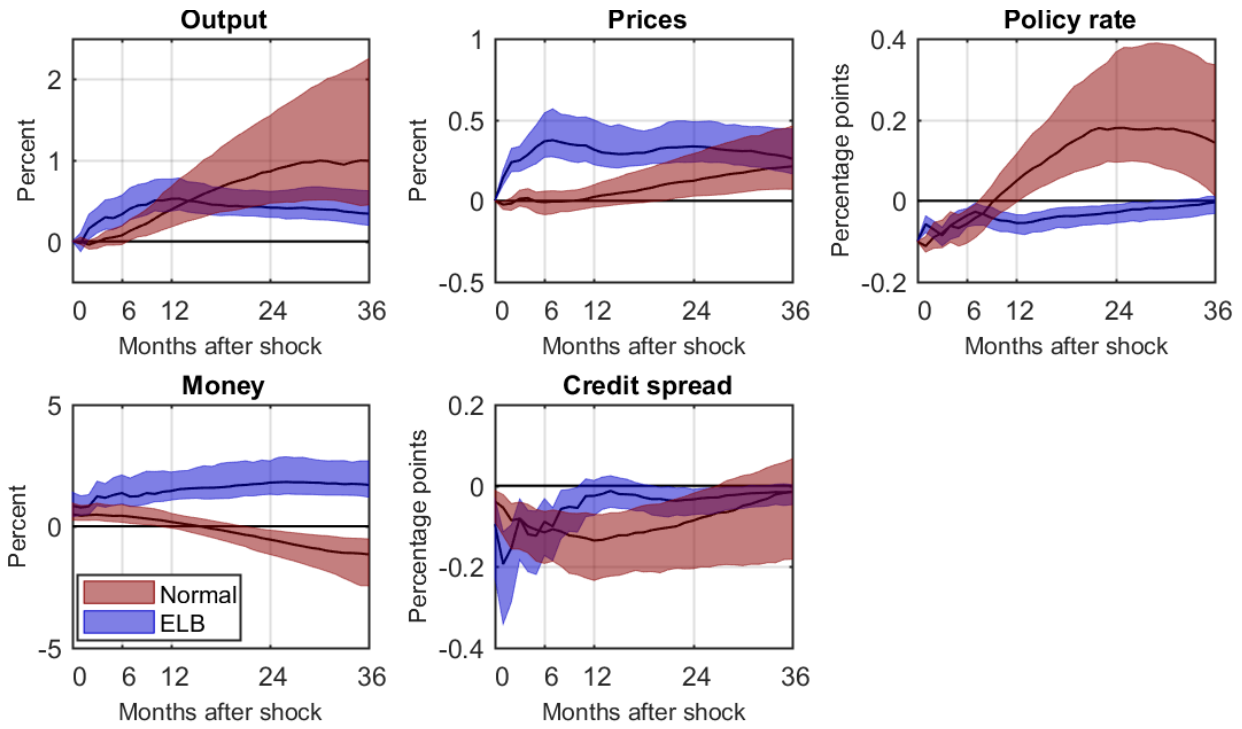 Output
Percent
2
1
0
0 6 12 24 36
Months after shock
Prices
Percent
1
0.5
0
-0.5
0 6 12 24 36
Months after shock
Policy rate
Percentage points
0.4
0.2
0
-0.2
0 6 12 24 36
Months after shock
Money
Percent
5
0
-5
Normal
ELB
0 6 12 24 36
Months after shock
Credit spread
Percentage points
0.2
0
-0.2
-0.4
0 6 12 24 36
Months after shock